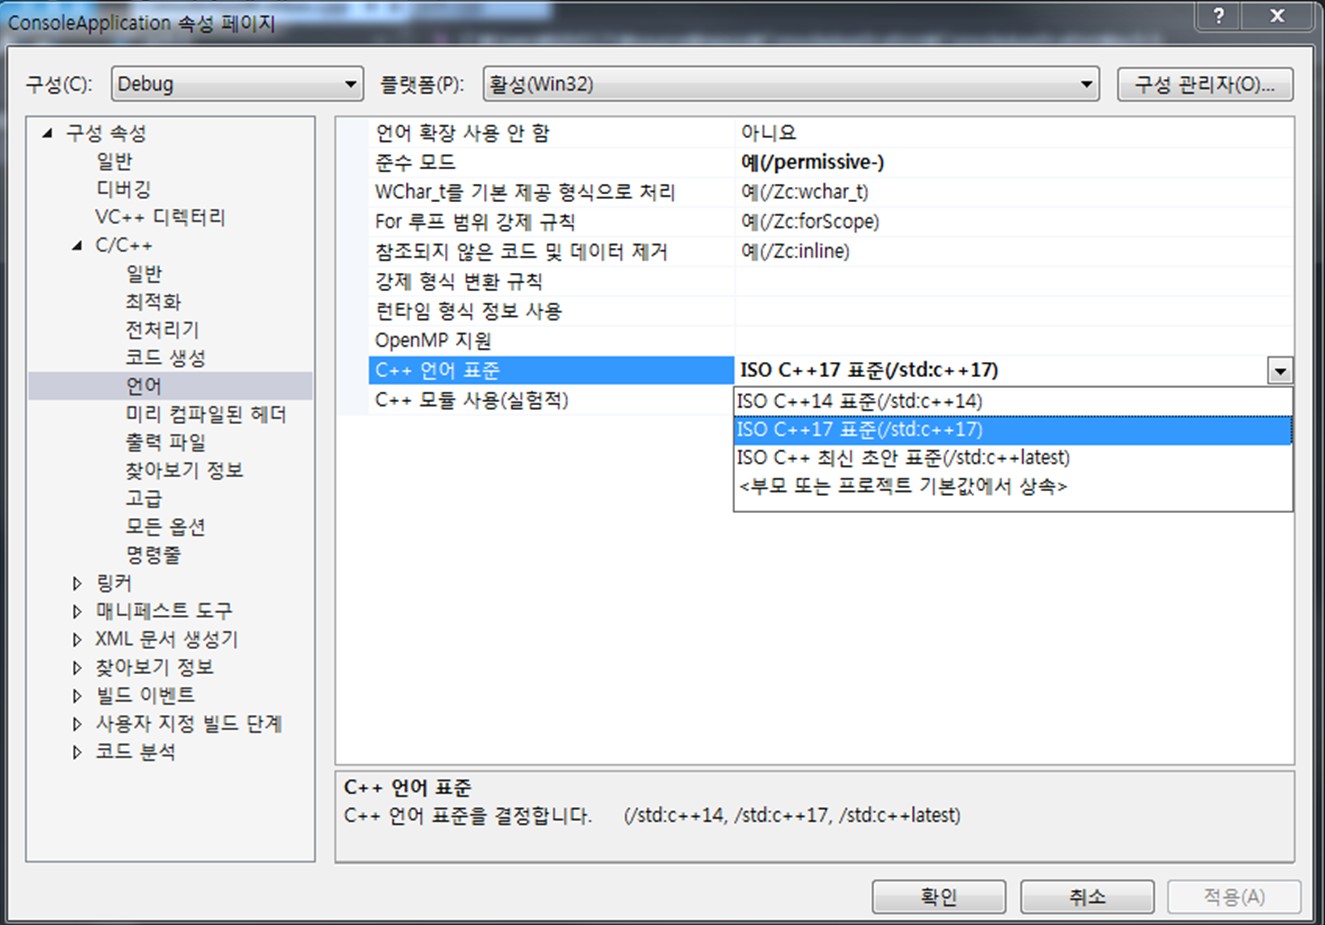 ConsoleApplication 속성 페이지
?
X
구성(C):
Debug
플랫폼(P):
활성(Win32)
구성 관리자(O)...
구성 속성
일반
디버깅
VC++ 디렉터리
C/C++
일반
최적화
전처리기
코드 생성
언어
미리 컴파일된 헤더
출력 파일
찾아보기 정보
고급
모든 옵션
명령줄
링커
매니페스트 도구
XML 문서 생성기
찾아보기 정보
빌드 이벤트
사용자 지정 빌드 단계
코드 분석
언어 확장 사용 안 함 아니요
준수 모드 예(/permissive-)
WChar_t를 기본 제공 형식으로 처리 예(/Zc:wchar_t)
For 루프 범위 강제 규칙 예(/Zc:forScope)
참조되지 않은 코드 및 데이터 제거 예(/Zc:inline)
강제 형식 변환 규칙
런타임 형식 정보 사용
OpenMP 지원
C++ 언어 표준 ISO C++17 표준(/std:c++17)
C++ 모듈 사용(실험적)
ISO C++14 표준(/std:c++14)
ISO C++17 표준(/std:c++17)
ISO C++ 최신 초안 표준(/std:c++latest)
<부모 또는 프로젝트 기본값에서 상속>
C++ 언어 표준
C++ 언어 표준을 결정합니다. (/std:c++14, /std:c++17, /std:c++latest)
확인
취소
적용(A)